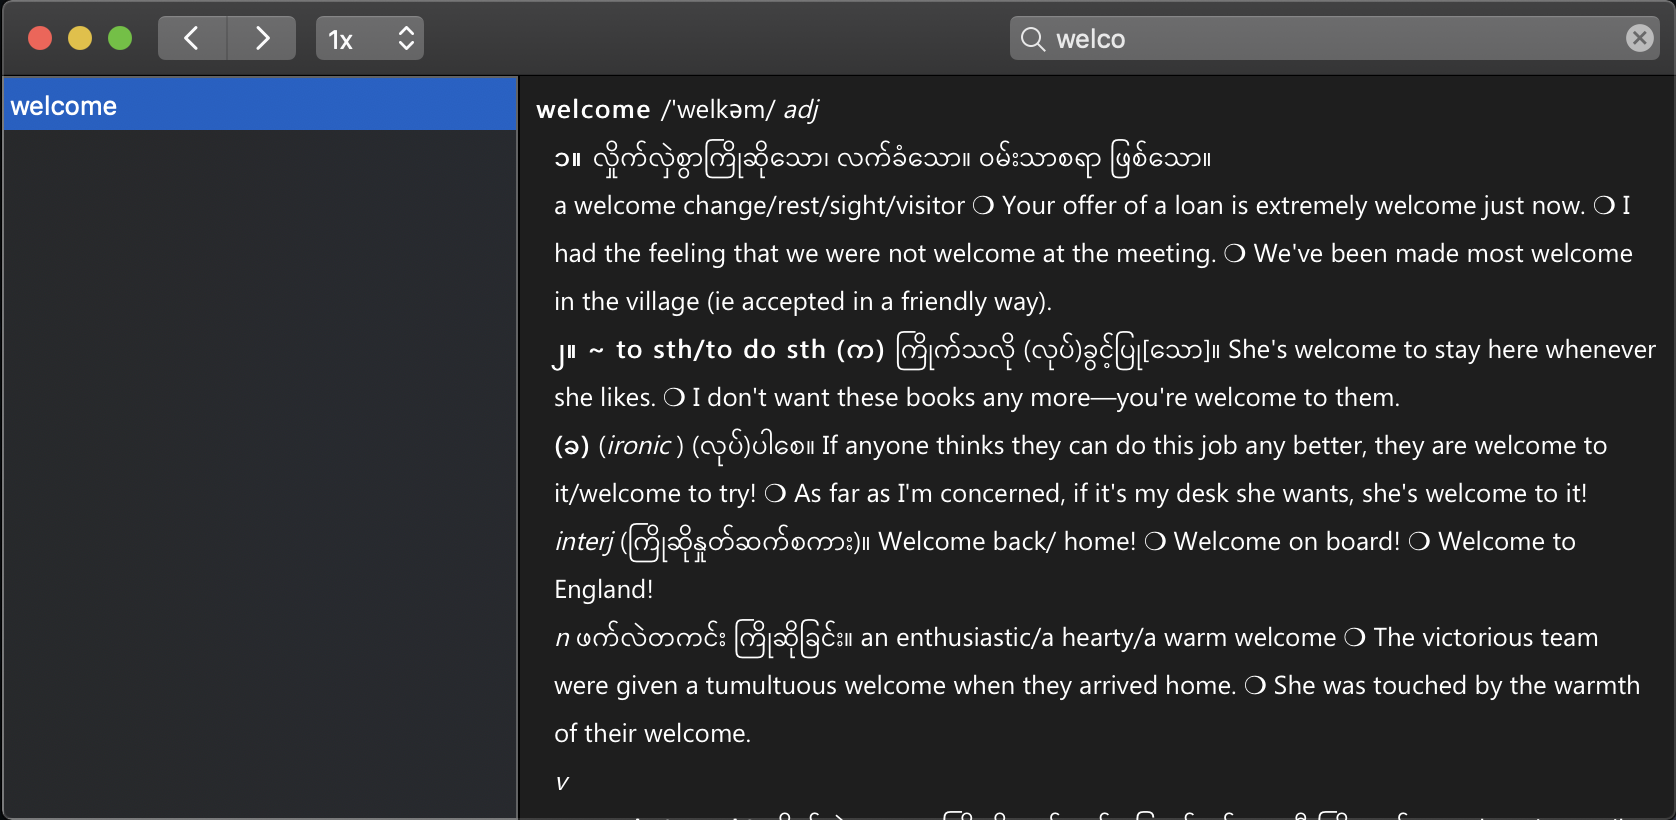 1x
welco
welcome
welcome /'welkəm/ adj
၁။ လှိုက်လှဲစွာကြိုဆိုသော၊ လက်ခံသော။ ဝမ်းသာစရာ ဖြစ်သော။
a welcome change/rest/sight/visitor ❍ Your offer of a loan is extremely welcome just now. ❍ I
had the feeling that we were not welcome at the meeting. ❍ We've been made most welcome
in the village (ie accepted in a friendly way).
၂။ ~ to sth/to do sth (က) ကြိုက်သလို (လုပ်)ခွင့်ပြု[သော]။ She's welcome to stay here whenever
she likes. ❍ I don't want these books any more—you're welcome to them.
(ခ) (ironic ) (လုပ်)ပါစေ။ If anyone thinks they can do this job any better, they are welcome to
it/welcome to try! ❍ As far as I'm concerned, if it's my desk she wants, she's welcome to it!
interj (ကြိုဆိုနှုတ်ဆက်စကား)။ Welcome back/ home! ❍ Welcome on board! ❍ Welcome to
England!
n ဖက်လဲတကင်း ကြိုဆိုခြင်း။ an enthusiastic/a hearty/a warm welcome ❍ The victorious team
were given a tumultuous welcome when they arrived home. ❍ She was touched by the warmth
of their welcome.
v